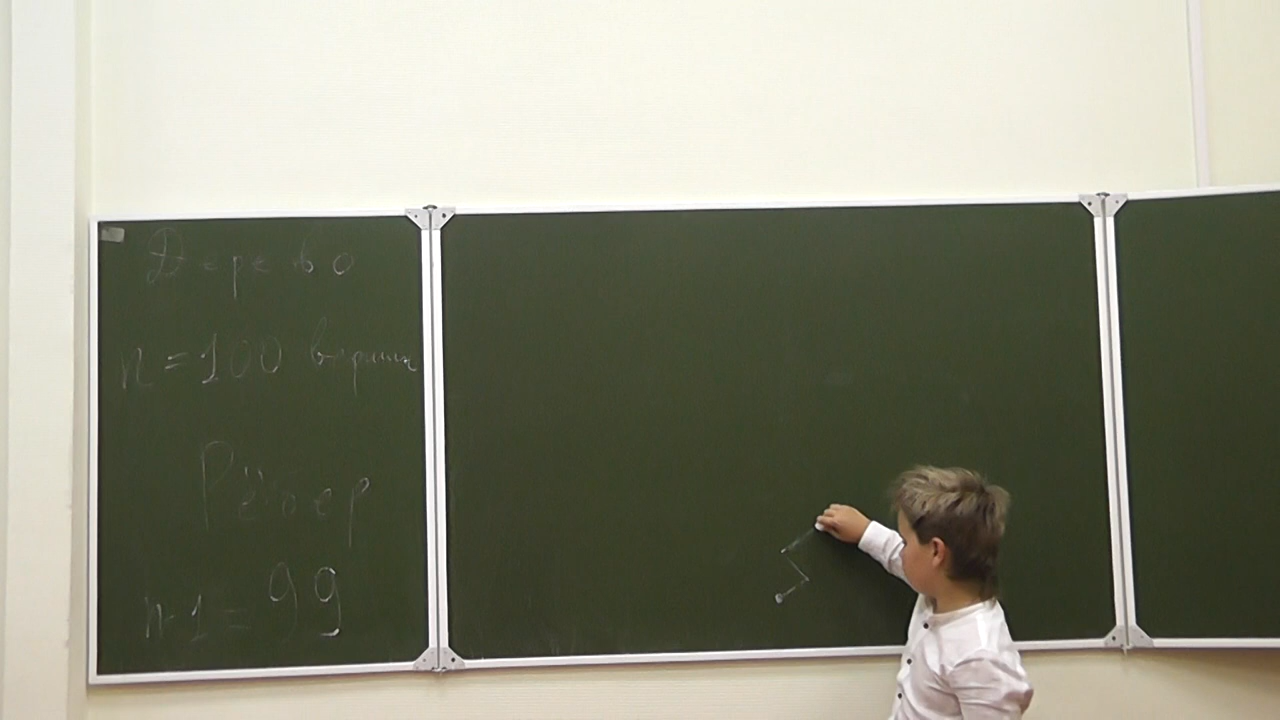 Дерево
n = 100 вершин
Рёбер
n-1 = 99